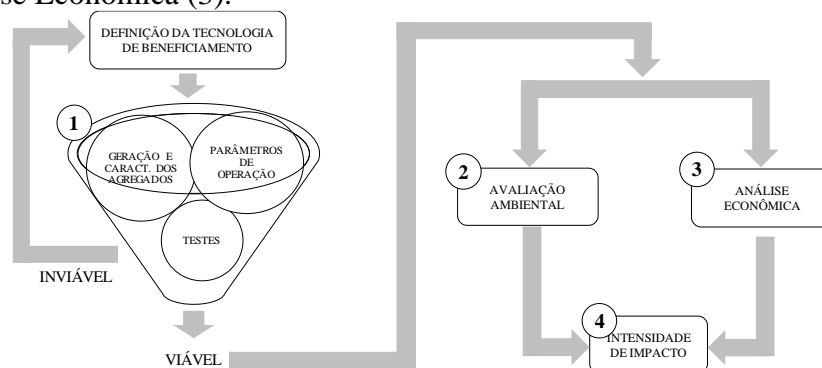 se Econômica (3).
DEFINIÇÃO DA TECNOLOGIA
DE BENEFICIAMENTO
1
GERAÇÃO E
CARACT. DOS
AGREGADOS
PARÂMETROS
DE
OPERAÇÃO
TESTES
INVIÁVEL
VIÁVEL
2
AVALIAÇÃO
AMBIENTAL
3
ANÁLISE
ECONÔMICA
4
INTENSIDADE
DE IMPACTO